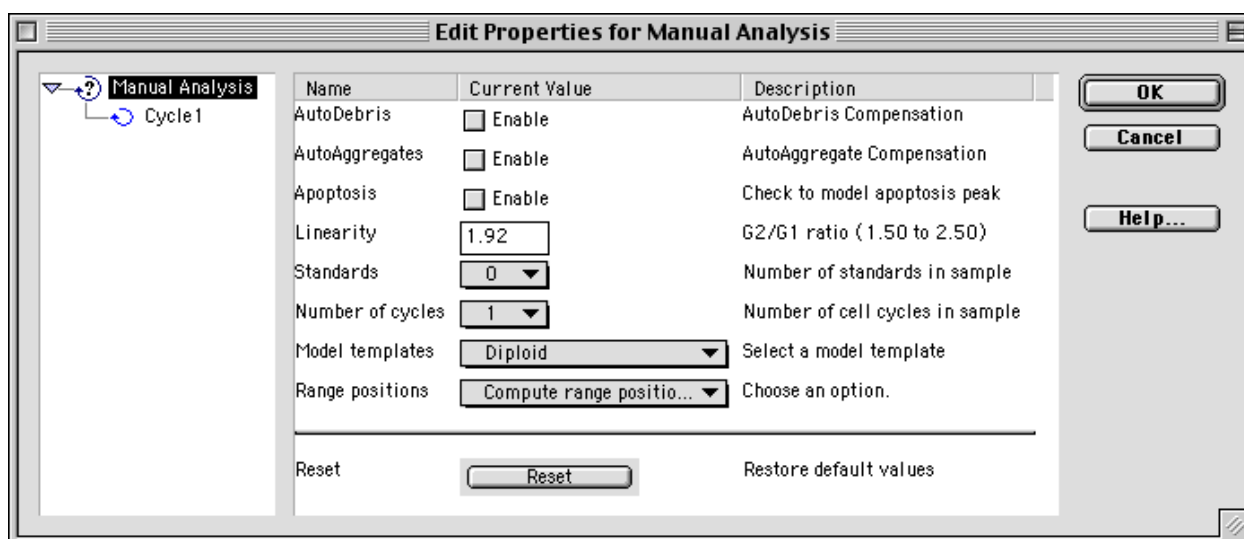 Edit Properties for Manual Analysis
Manual Analysis
Cycle1
Name Current Value Description
AutoDebris Enable AutoDebris Compensation
AutoAggregates Enable AutoAggregate Compensation
Apoptosis Enable Check to model apoptosis peak
Linearity 1.92 G2/G1 ratio (1.50 to 2.50)
Standards 0 Number of standards in sample
Number of cycles 1 Number of cell cycles in sample
Model templates Diploid Select a model template
Range positions Compute range positio... Choose an option.
Reset Reset Restore default values
OK
Cancel
Help...